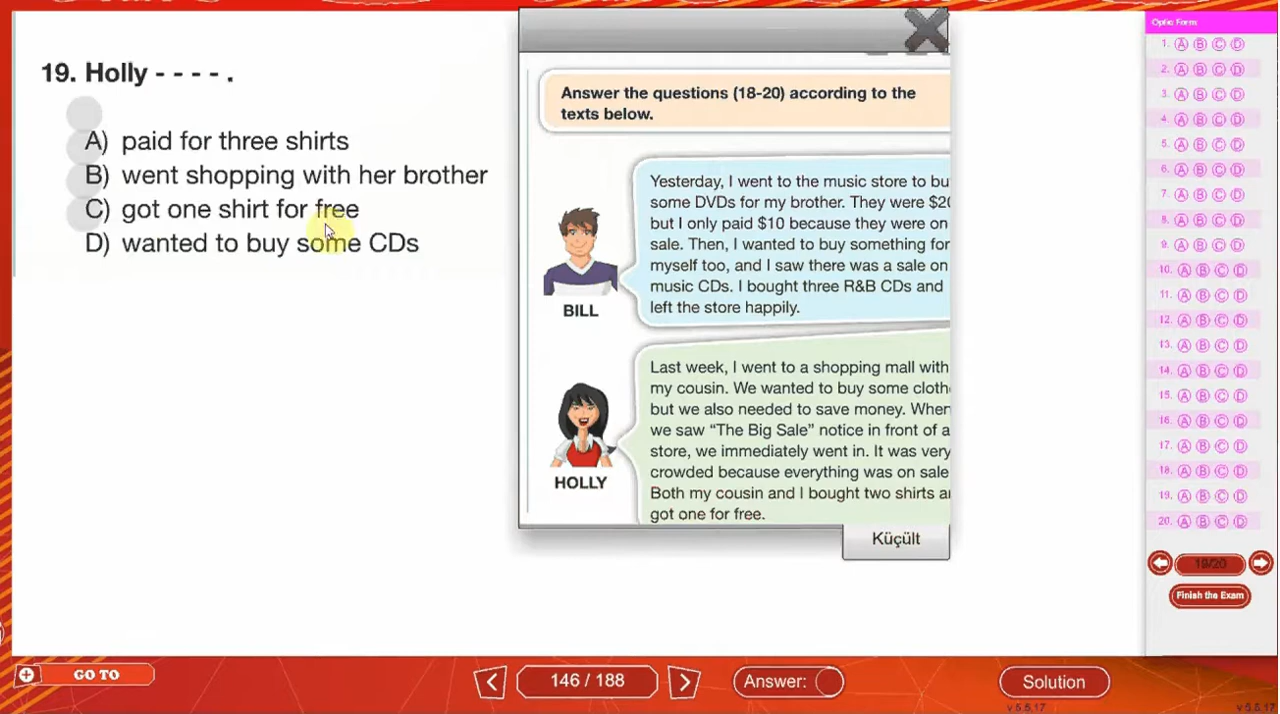 19. Holly - - - - .
A) paid for three shirts
B) went shopping with her brother
C) got one shirt for free
D) wanted to buy some CDs
Answer the questions (18-20) according to the
texts below.
Yesterday, I went to the music store to bu
some DVDs for my brother. They were $20
but I only paid $10 because they were on
sale. Then, I wanted to buy something for
myself too, and I saw there was a sale on
music CDs. I bought three R&B CDs and
left the store happily.
BILL
Last week, I went to a shopping mall with
my cousin. We wanted to buy some cloth
but we also needed to save money. When
we saw “The Big Sale” notice in front of a
store, we immediately went in. It was very
crowded because everything was on sale
Both my cousin and I bought two shirts a
got one for free.
HOLLY
Küçült
Optic Form
1. A B C D
2. A B C D
3. A B C D
4. A B C D
5. A B C D
6. A B C D
7. A B C D
8. A B C D
9. A B C D
10. A B C D
11. A B C D
12. A B C D
13. A B C D
14. A B C D
15. A B C D
16. A B C D
17. A B C D
18. A B C D
19. A B C D
20. A B C D
19/20
Finish the Exam
GO TO
146 / 188
Answer:
Solution
v 5.5.17
v 5.5.17